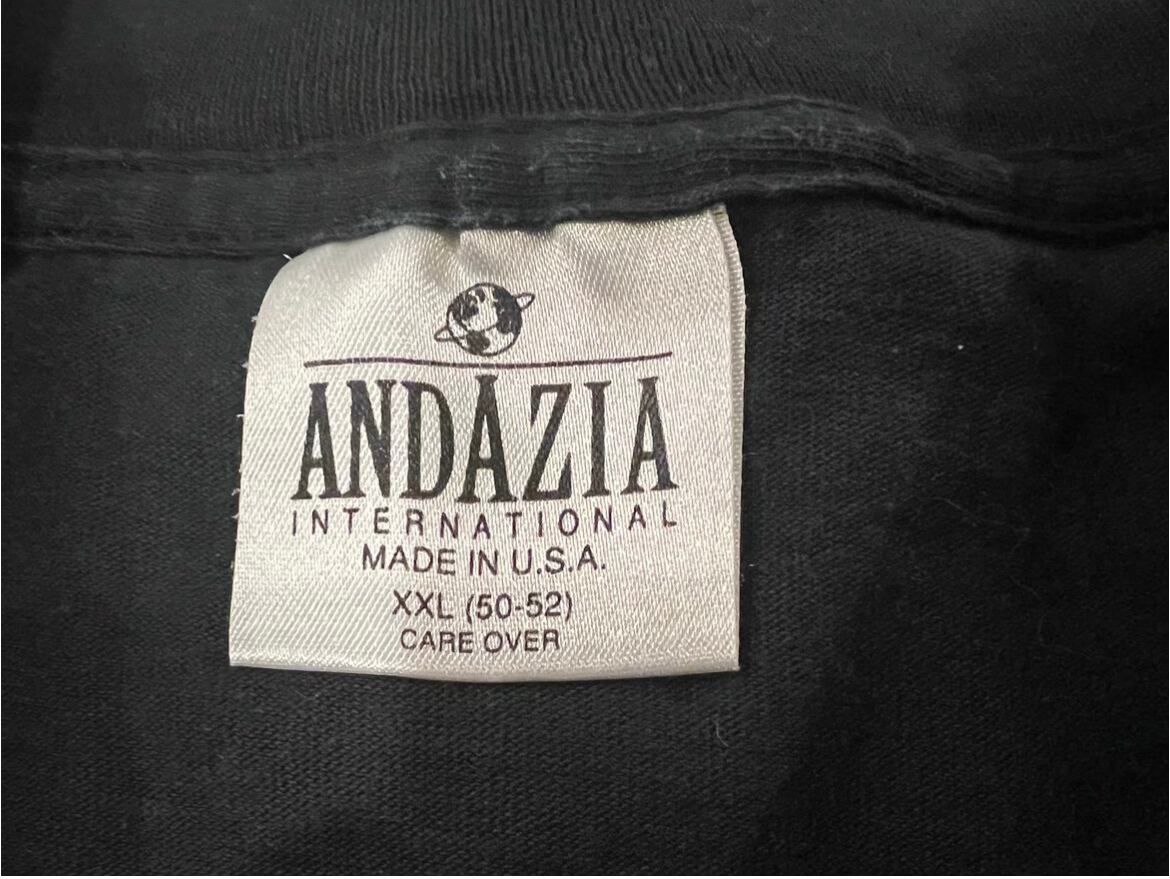 ANDAZIA
INTERNATIONAL
MADE IN U.S.A.
XXL (50-52)
CARE OVER